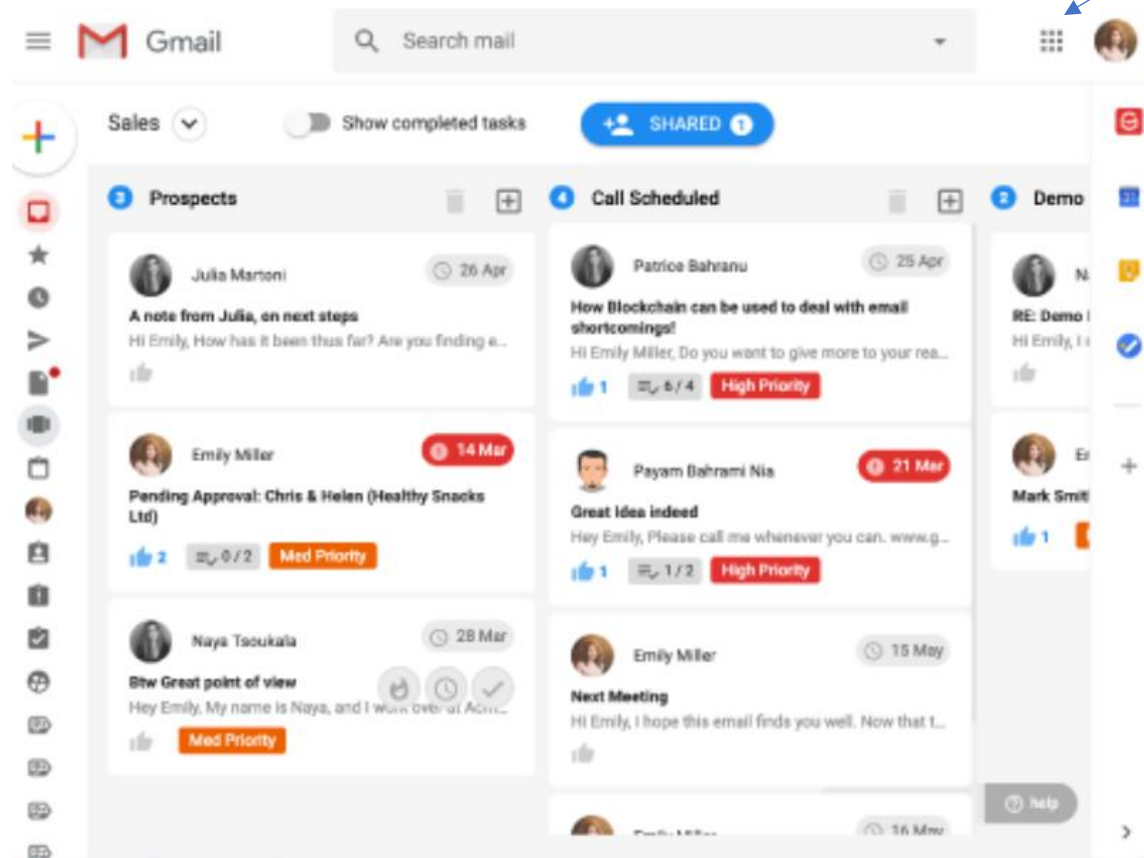 Gmail
Search mail
Sales
Show completed tasks
SHARED 1
3 Prospects
Julia Martoni
26 Apr
A note from Julia, on next steps
Hi Emily, How has it been thus far? Are you finding e...
Emily Miller
14 Mar
Pending Approval: Chris & Helen (Healthy Snacks
Ltd)
2
0 / 2
Med Priority
Naya Tsoukala
28 Mar
Btw Great point of view
Hey Emily, My name is Naya, and I work over at
Med Priority
4 Call Scheduled
Patrice Bahranu
25 Apr
How Blockchain can be used to deal with email
shortcomings!
Hi Emily Miller, Do you want to give more to your rea...
1
6 / 4
High Priority
Payam Bahrami Nia
21 Mar
Great Idea indeed
Hey Emily, Please call me whenever you can. www.g...
1
1 / 2
High Priority
Emily Miller
15 May
Next Meeting
Hi Emily, I hope this email finds you well. Now that t...
Emily Miller
16 May
2 Demo
RE: Demo
Hi Emily, I
Mark Smit
1
help
31